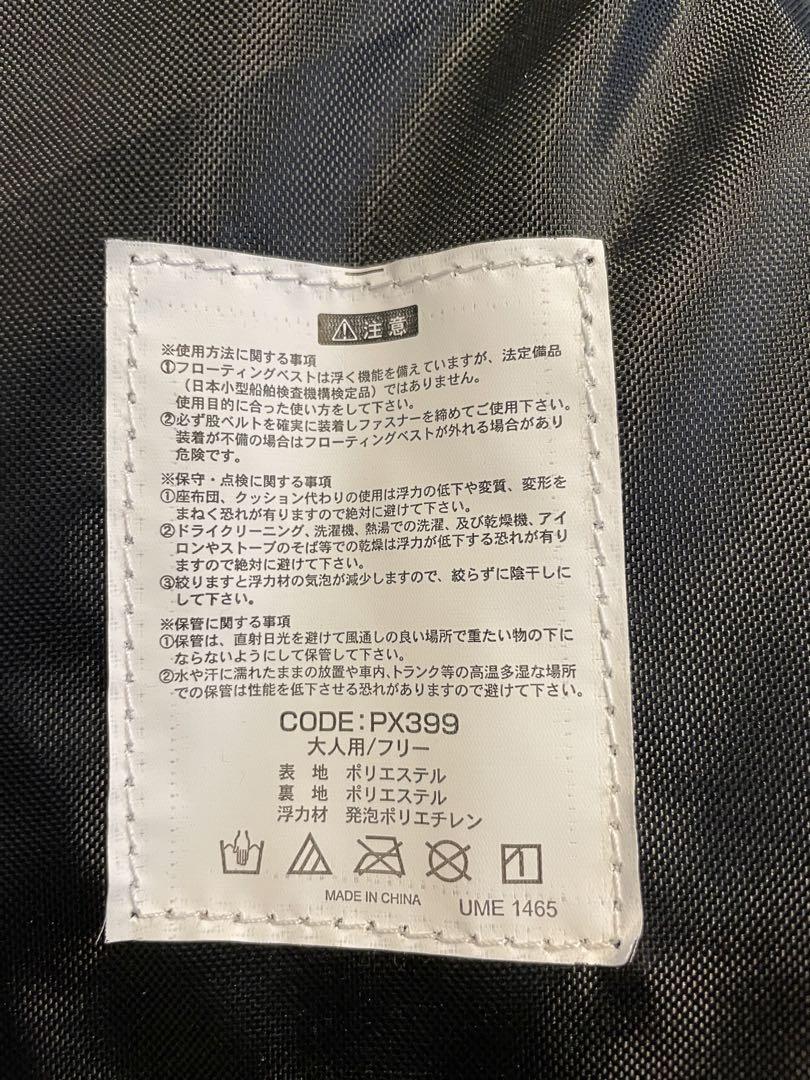 注意
※使用方法に関する事項
①フローティングベストは浮く機能を備えていますが、法定備品
（日本小型船舶検査機構検定品）ではありません。
使用目的に合った使い方をして下さい。
②必ず股ベルトを確実に装着しファスナーを締めてご使用下さい。
装着が不備の場合はフローティングベストが外れる場合があり
危険です。
※保守・点検に関する事項
①座布団、クッション代わりの使用は浮力の低下や変質、変形を
まねく恐れが有りますので絶対に避けて下さい。
②ドライクリーニング、洗濯機、熱湯での洗濯、及び乾燥機、アイ
ロンやストーブのそば等での乾燥は浮力が低下する恐れが有り
ますので絶対に避けて下さい。
③絞りますと浮力材の気泡が減少しますので、絞らずに陰干しに
して下さい。
※保管に関する事項
①保管は、直射日光を避けて風通しの良い場所で重たい物の下に
ならないようにして保管して下さい。
②水や汗に濡れたままの放置や車内、トランク等の高温多湿な場所
での保管は性能を低下させる恐れがありますので避けて下さい。
CODE:PX399
大人用/フリー
表 地 ポリエステル
裏 地 ポリエステル
浮力材 発泡ポリエチレン
MADE IN CHINA
UME 1465